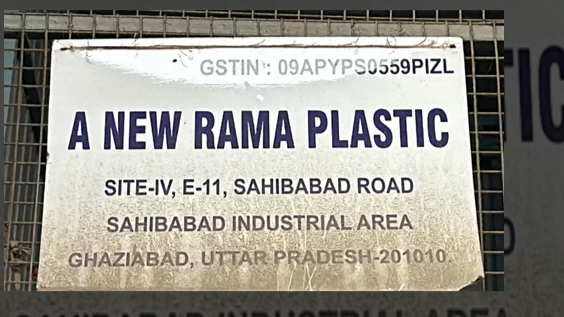 GSTIN : 09APYPS0559PIZL
A NEW RAMA PLASTIC
SITE-IV, E-11, SAHIBABAD ROAD
SAHIBABAD INDUSTRIAL AREA
GHAZIABAD, UTTAR PRADESH-201010.